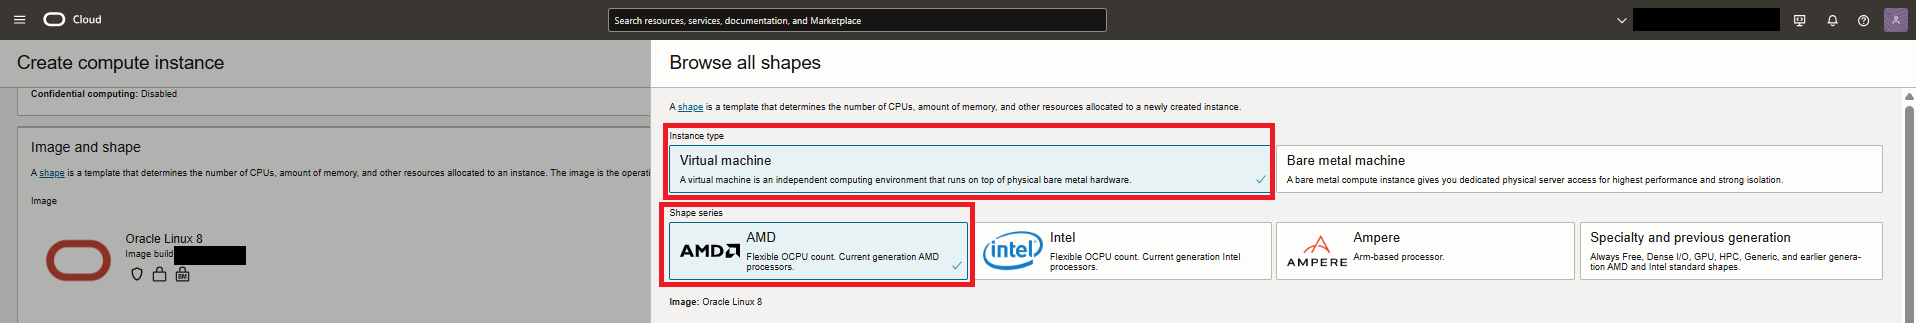 Cloud
Search resources, services, documentation, and Marketplace
Create compute instance
Confidential computing: Disabled
Image and shape
A shape is a template that determines the number of CPUs, amount of memory, and other resources allocated to an instance. The image is the operati
Image
Oracle Linux 8
Image build
BM
Browse all shapes
A shape is a template that determines the number of CPUs, amount of memory, and other resources allocated to a newly created instance.
Instance type
Virtual machine
A virtual machine is an independent computing environment that runs on top of physical bare metal hardware.
Bare metal machine
A bare metal compute instance gives you dedicated physical server access for highest performance and strong isolation.
Shape series
AMD
AMD
Flexible OCPU count. Current generation AMD
processors.
intel
Intel
Flexible OCPU count. Current generation Intel
processors.
AMPERE
Ampere
Arm-based processor.
Specialty and previous generation
Always Free, Dense I/O, GPU, HPC, Generic, and earlier genera-
tion AMD and Intel standard shapes.
Image: Oracle Linux 8